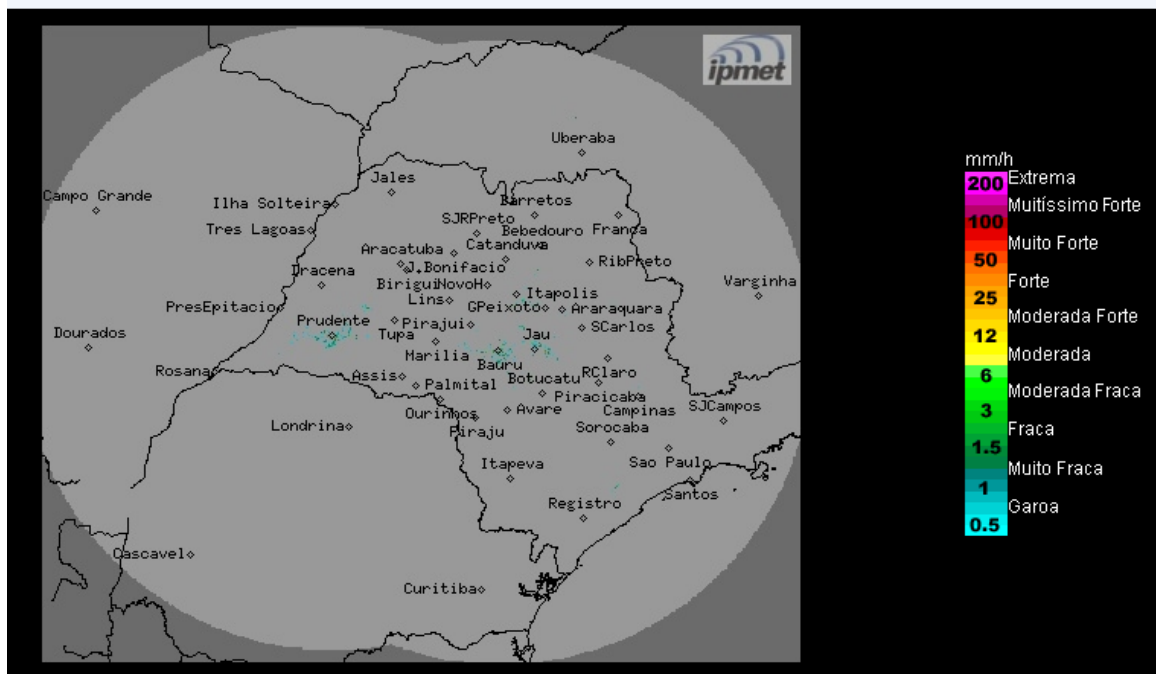 ipmet
Uberaba
Campo Grande
Jales
Ilha Solteira
Barretos
SJRPreto
Tres Lagoas
Bebedouro
Franca
Aracatuba
Catanduva
Dracena
J.Bonifacio
RibPreto
Varginha
Birigui
NovoH
Lins
Itapolis
PresEpitacio
GPeixoto
Araraquara
Prudente
Pirajui
SCarlos
Dourados
Tupa
Jau
Marilia
Bauru
Rosana
Assis
Botucatu
RClaro
Palmital
Piracicaba
Ourinhos
Avare
Campinas
SJCampos
Londrina
Piraju
Sorocaba
Itapeva
Sao Paulo
Registro
Santos
Cascavel
Curitiba
mm/h
200 Extrema
Muitíssimo Forte
100
Muito Forte
50
Forte
25
Moderada Forte
12
Moderada
6
Moderada Fraca
3
Fraca
1.5
Muito Fraca
1
Garoa
0.5